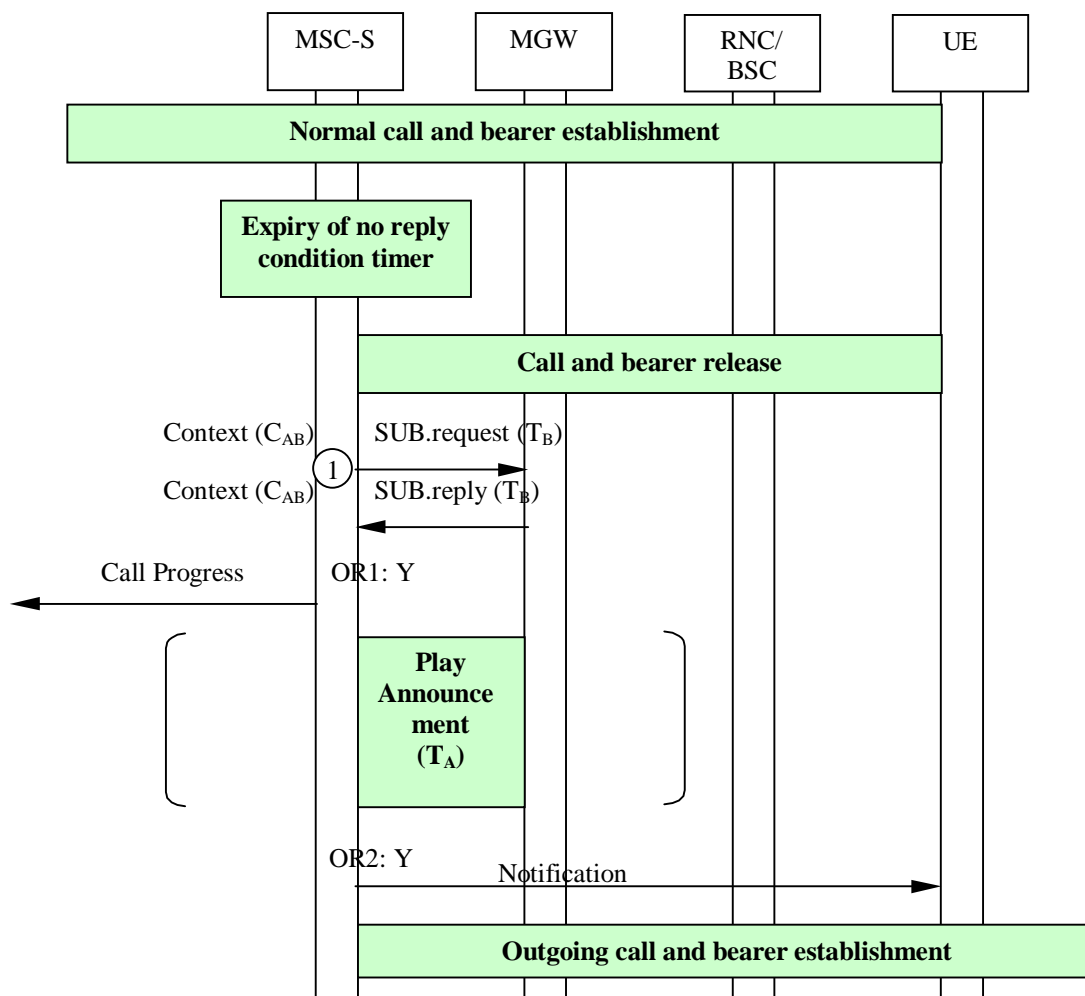 MSC-S
MGW
RNC/
BSC
UE
Normal call and bearer establishment
Expiry of no reply
condition timer
Call and bearer release
Context (CAB) SUB.request (TB)
1
Context (CAB) SUB.reply (TB)
Call Progress OR1: Y
Play
Announce
ment
(TA)
OR2: Y
Notification
Outgoing call and bearer establishment